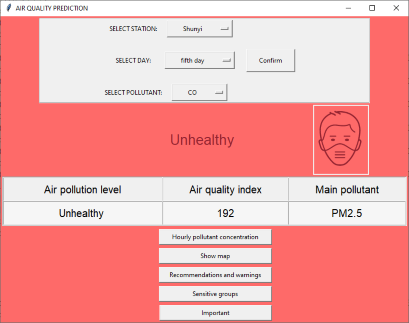 AIR QUALITY PREDICTION
SELECT STATION: Shunyi
SELECT DAY: fifth day Confirm
SELECT POLLUTANT: CO
Unhealthy
Air pollution level Air quality index Main pollutant
Unhealthy 192 PM2.5
Hourly pollutant concentration
Show map
Recommendations and warnings
Sensitive groups
Important